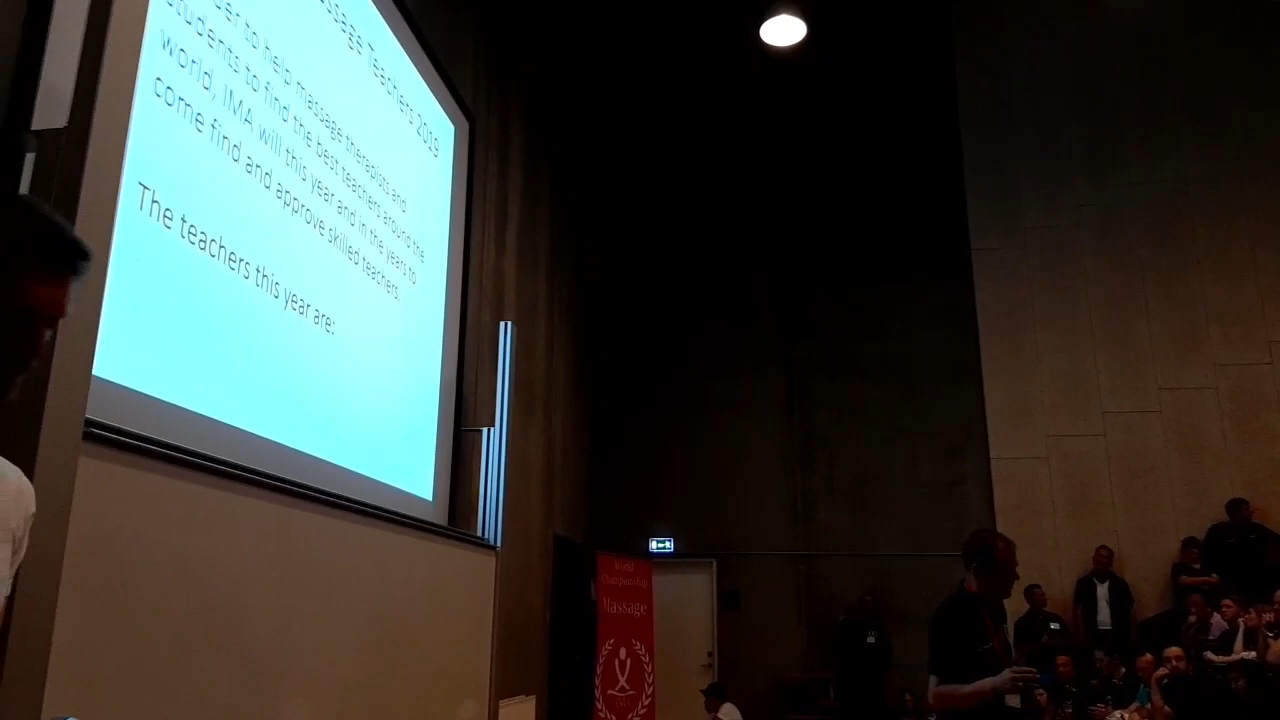 ssage Teachers 2019
der to help massage therapists and
students to find the best teachers around the
world, IMA will this year and in the years to
come find and approve skilled teachers.
The teachers this year are:
World
Championship
Massage
IMA